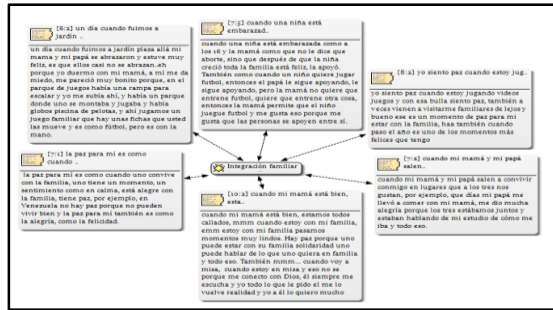 [6:2] un día cuando fuimos a
jardín ..
un día cuando fuimos a jardín plaza allá mi
mama y mi papá se abrazaron y estuve muy
feliz, es que ellos casi no se abrazan..eh
porque yo duermo con mi mamá, a mí me da
miedo, me pareció muy bonito porque, en el
parque de juegos había una rampa para
escalar y yo me subía ahí, y había un parque
donde uno se montaba y jugaba y había
globos piscina de pelotas, y ahí jugamos un
juego familiar que hay unas fichas que usted
las mueve y es como fútbol, pero es con la
mano.
[7:5] cuando una niña está
embarazad..
cuando una niña está embarazada como a
los 16 y la mamá como que no le dice que
aborte, sino que después de que la niña
creció toda la familia está feliz, la apoyó.
También como cuando un niño quiere jugar
futbol, entonces el papá le sigue apoyando, le
sigue apoyando, pero la mamá no quiere que
entrene futbol, quiere que entrene otra cosa,
entonces la mamá permite que el niño
juegue futbol y me gusta eso porque me
gusta que las personas se apoyen entre sí.
[8:2] yo siento paz cuando estoy jug..
yo siento paz cuando estoy jugando videos
juegos y con esa bulla siento paz, también a
veces vienen a visitarme familiares de lejos y
bueno ese es un momento de paz para mi
estar con la familia, haa también cuando
paso el año es uno de los momentos más
felices que tengo
[7:1] la paz para mí es como
cuando ..
la paz para mí es como cuando uno convive
con la familia, uno tiene un momento, un
sentimiento como en calma, está alegre con
la familia, tiene paz, por ejemplo, en
Venezuela no hay paz porque no pueden
vivir bien y la paz para mí también es como
la alegría, como la felicidad.
Integración familiar
[7:2] cuando mi mamá y mi papá
salen..
cuando mi mamá y mi papá salen a convivir
conmigo en lugares que a los tres nos
gustan, por ejemplo, que días mi papá me
llevó a comer con mi mamá, me dio mucha
alegría porque los tres estábamos juntos y
estaban hablando de mi estudio de cómo me
iba y todo eso.
[10:2] cuando mi mamá está bien,
esta..
cuando mi mamá está bien, estamos todos
callados, mmm cuando estoy con mi familia,
emm estoy con mi familia pasamos
momentos muy lindos. Hay paz porque uno
puede estar con su familia solidaridad uno
puede hablar de lo que uno quiera en familia
y todo eso. También mmm... cuando voy a
misa, cuando estoy en misa y eso no se
porque me conecto con Dios, él siempre me
escucha y yo todo lo que le pido el me lo
vuelve realidad y yo a él lo quiero mucho